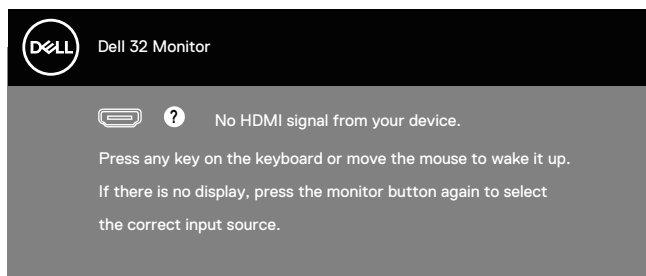 DELL
Dell 32 Monitor
? No HDMI signal from your device.
Press any key on the keyboard or move the mouse to wake it up.
If there is no display, press the monitor button again to select
the correct input source.